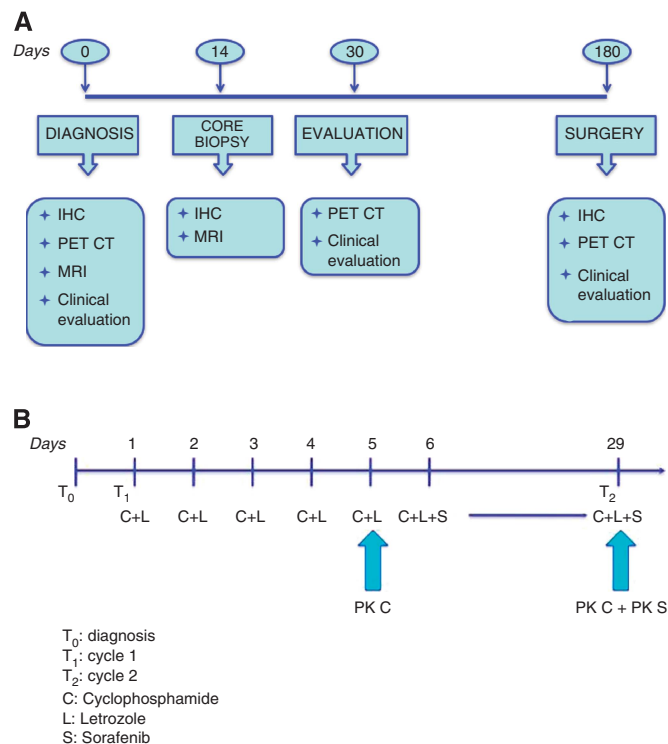 A
Days 0 14 30 180
DIAGNOSIS CORE BIOPSY EVALUATION SURGERY
IHC
PET CT
MRI
Clinical
evaluation
IHC
MRI
PET CT
Clinical
evaluation
IHC
PET CT
Clinical
evaluation
B
Days 1 2 3 4 5 6 29
T0 T1 T2
C+L C+L C+L C+L C+L C+L+S C+L+S
PK C PK C + PK S
T0: diagnosis
T1: cycle 1
T2: cycle 2
C: Cyclophosphamide
L: Letrozole
S: Sorafenib